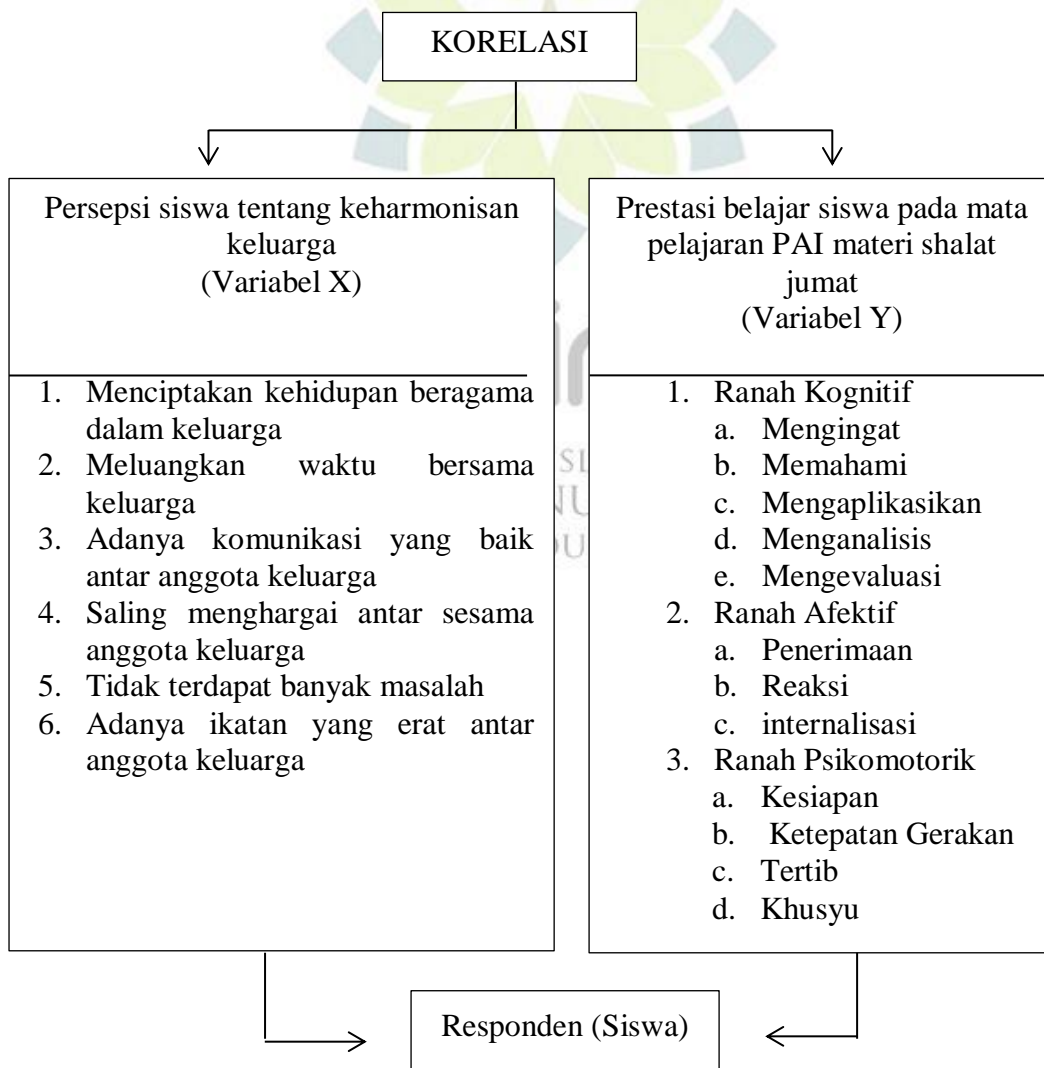 KORELASI
Persepsi siswa tentang keharmonisan
keluarga
(Variabel X)
1. Menciptakan kehidupan beragama
dalam keluarga
2. Meluangkan waktu bersama
keluarga
3. Adanya komunikasi yang baik
antar anggota keluarga
4. Saling menghargai antar sesama
anggota keluarga
5. Tidak terdapat banyak masalah
6. Adanya ikatan yang erat antar
anggota keluarga
Prestasi belajar siswa pada mata
pelajaran PAI materi shalat
jumat
(Variabel Y)
1. Ranah Kognitif
a. Mengingat
b. Memahami
c. Mengaplikasikan
d. Menganalisis
e. Mengevaluasi
2. Ranah Afektif
a. Penerimaan
b. Reaksi
c. internalisasi
3. Ranah Psikomotorik
a. Kesiapan
b. Ketepatan Gerakan
c. Tertib
d. Khusyu
Responden (Siswa)